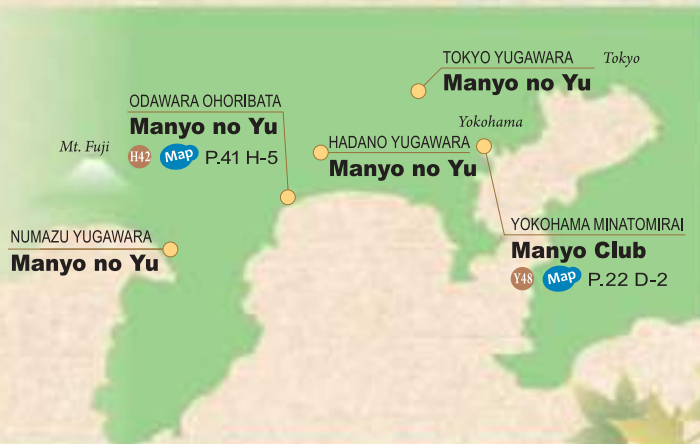 TOKYO YUGAWARA
Manyo no Yu
Tokyo
ODAWARA OHORIBATA
Manyo no Yu
H42 Map P.41 H-5
Mt. Fuji
Yokohama
HADANO YUGAWARA
Manyo no Yu
NUMAZU YUGAWARA
Manyo no Yu
YOKOHAMA MINATOMIRAI
Manyo Club
Y48 Map P.22 D-2